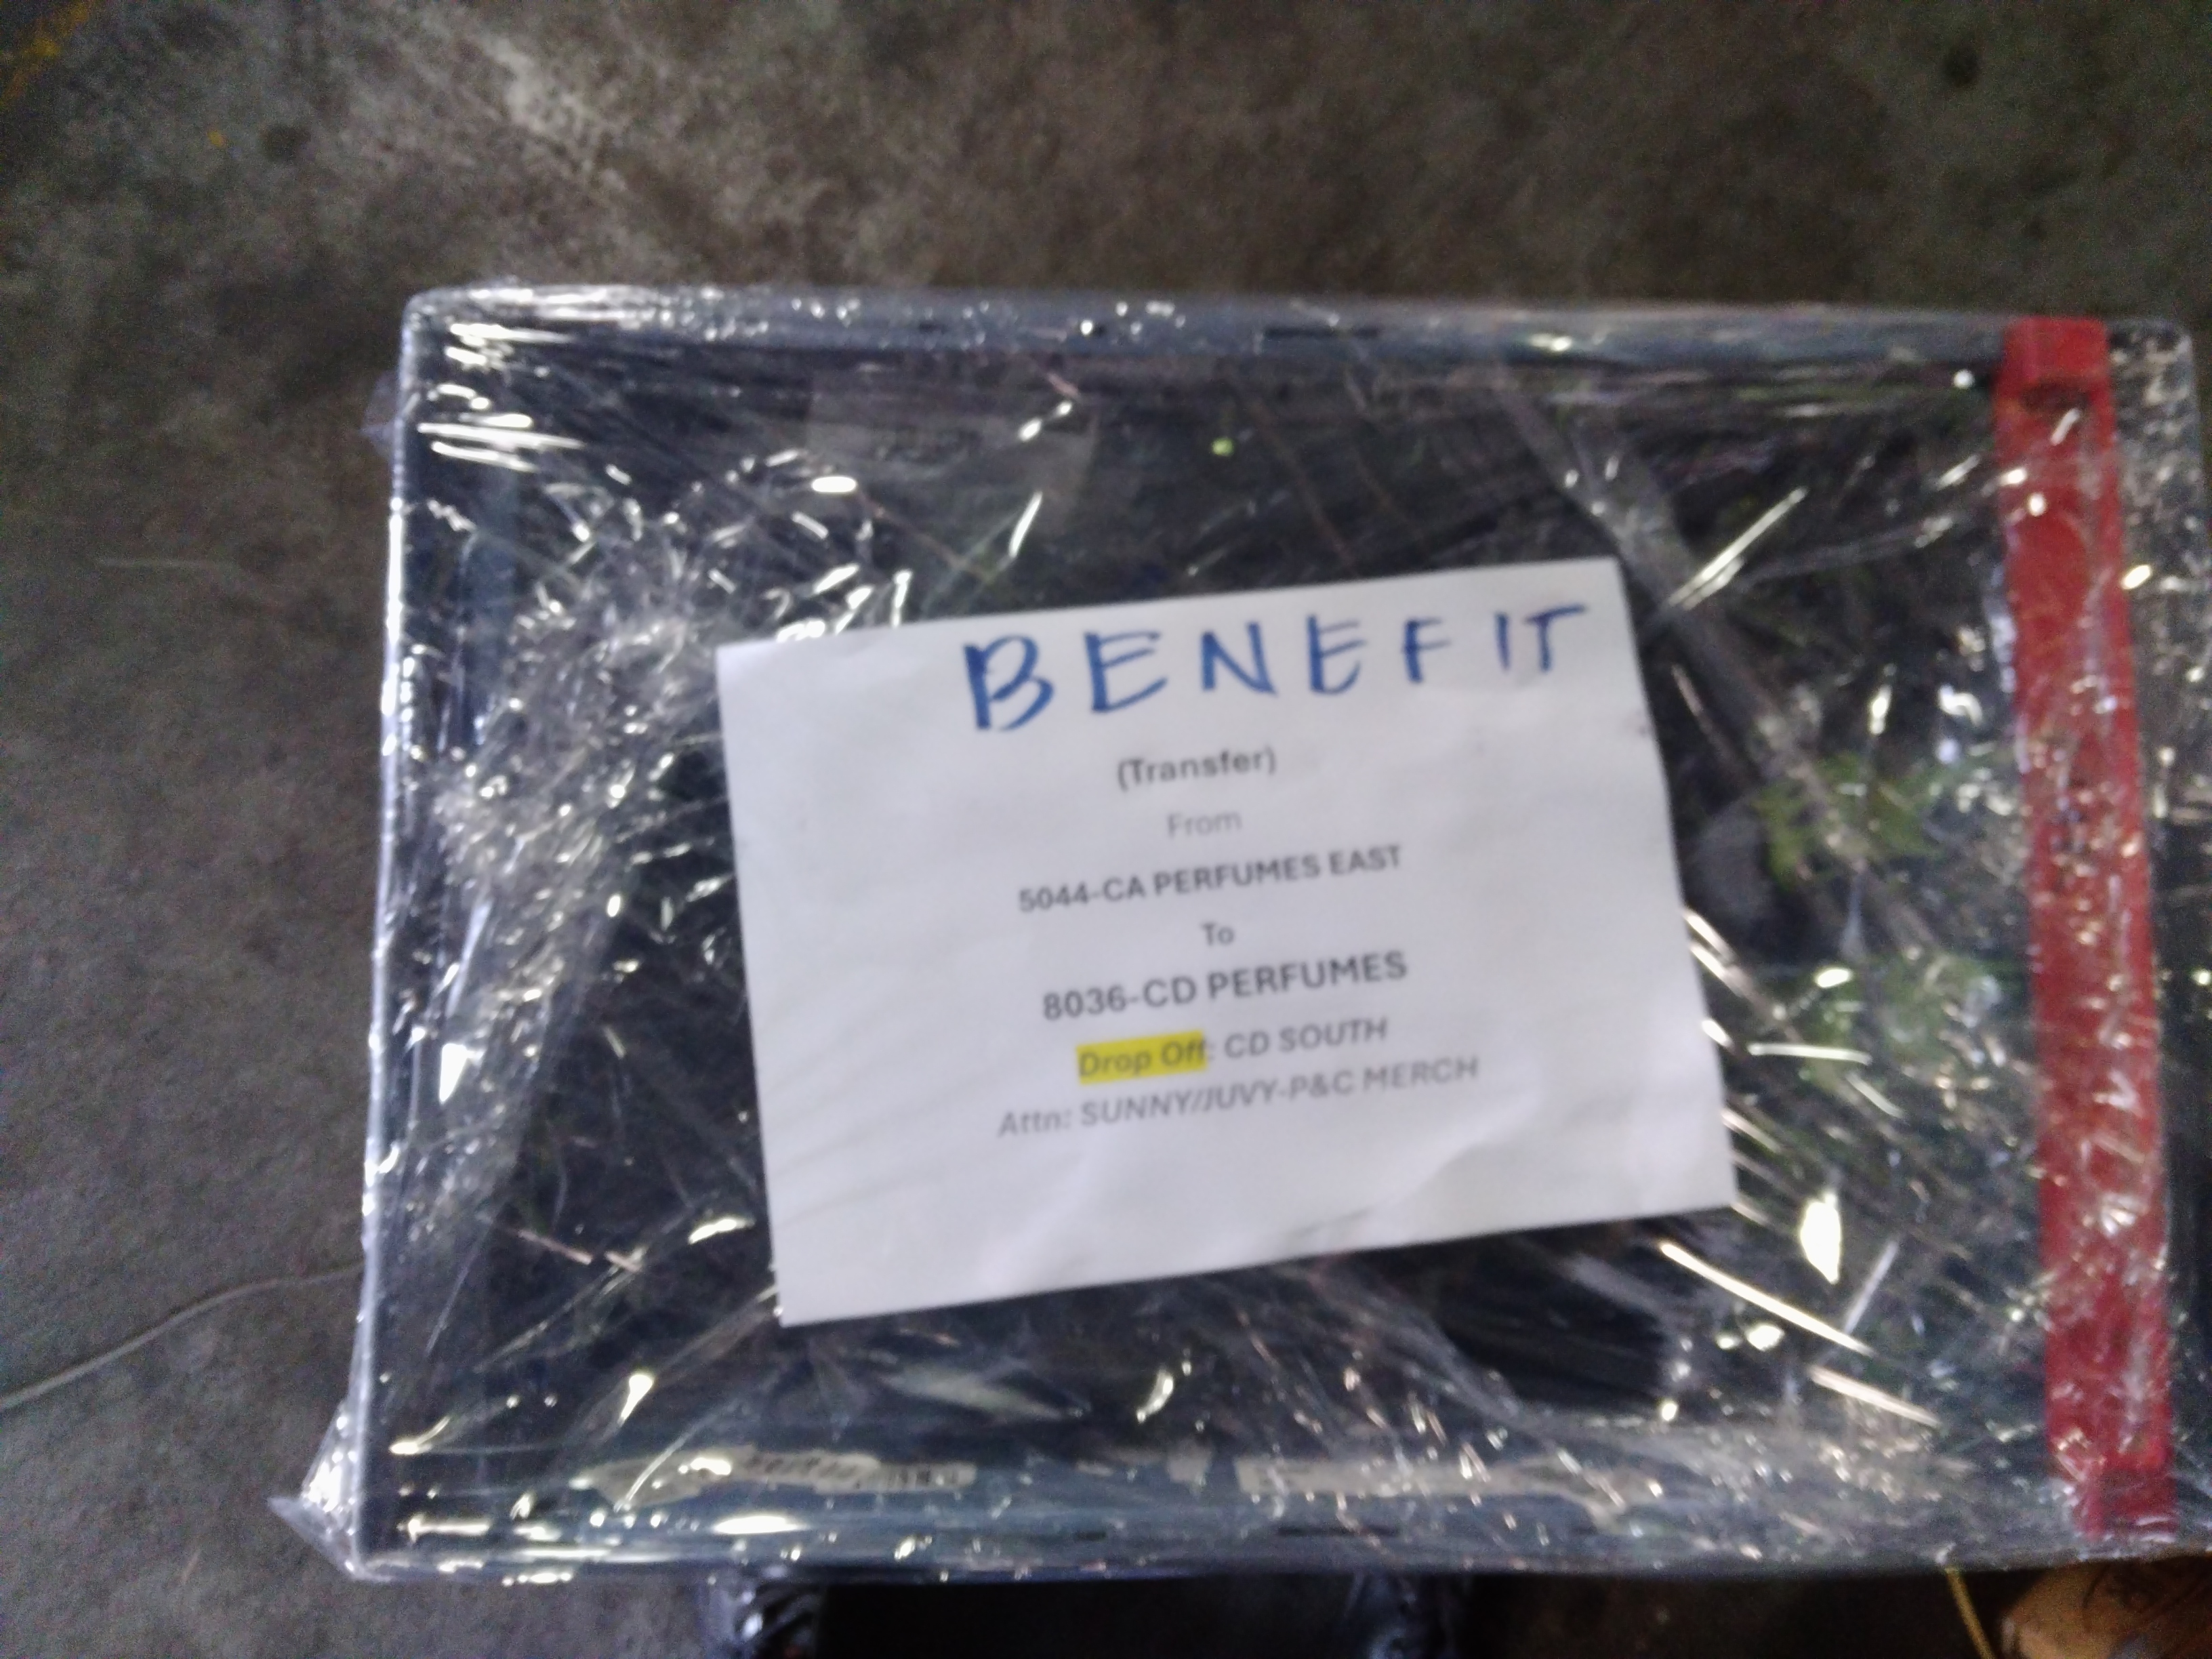 BENEFIT
(Transfer)
From
5044-CA PERFUMES EAST
To
8036-CD PERFUMES
Drop Off: CD SOUTH
Attn: SUNNY/JUVY-P&C MERCH